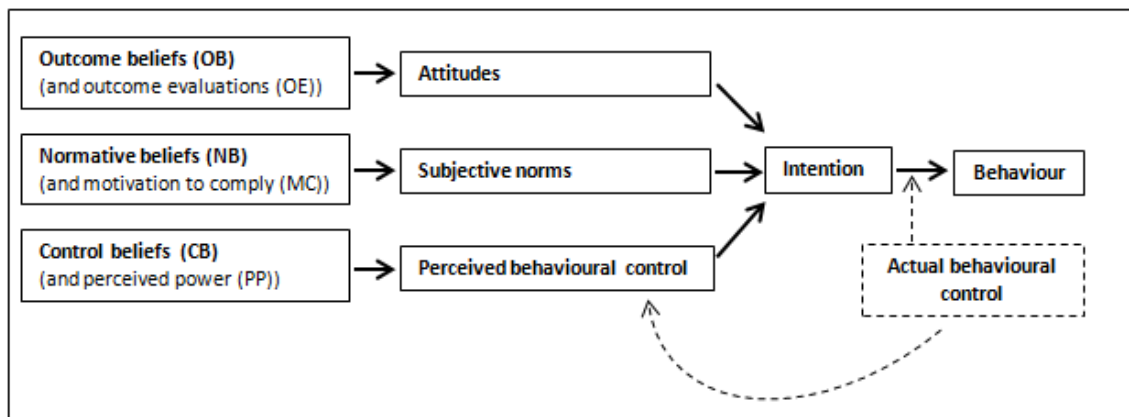 Outcome beliefs (OB)
(and outcome evaluations (OE))
Attitudes
Normative beliefs (NB)
(and motivation to comply (MC))
Subjective norms
Intention
Behaviour
Control beliefs (CB)
(and perceived power (PP))
Perceived behavioural control
Actual behavioural
control